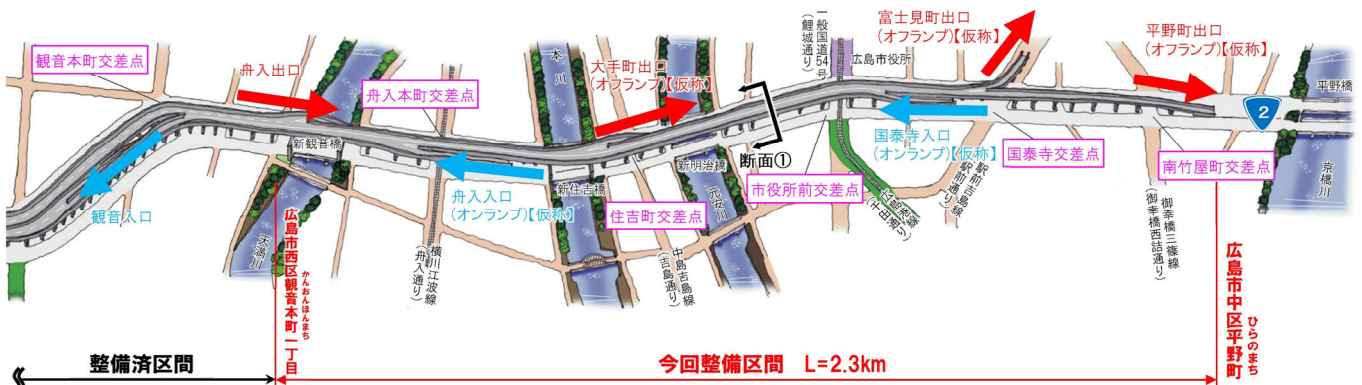 観音本町交差点
舟入出口
舟入本町交差点
本川
大手町出口
(オフランプ)【仮称】
一般国道54号
(鯉城通り)
広島市役所
富士見町出口
(オフランプ)【仮称】
平野町出口
(オフランプ)【仮称】
平野橋
2
新観音橋
観音入口
天満川
舟入入口
(オンランプ)【仮称】
横川江波線
(舟入通り)
新住吉橋
住吉町交差点
中島吉島線
(吉島通り)
新明治橋
元安川
断面①
市役所前交差点
国泰寺入口
(オンランプ)【仮称】
国泰寺交差点
駅前吉島線
(駅前通り)
(千田通り)
南竹屋町交差点
御幸橋三篠線
(御幸橋西詰通り)
京橋川
広島市西区観音本町一丁目
かんおんほんまち
広島市中区平野町
ひらのまち
整備済区間
今回整備区間 L=2.3km